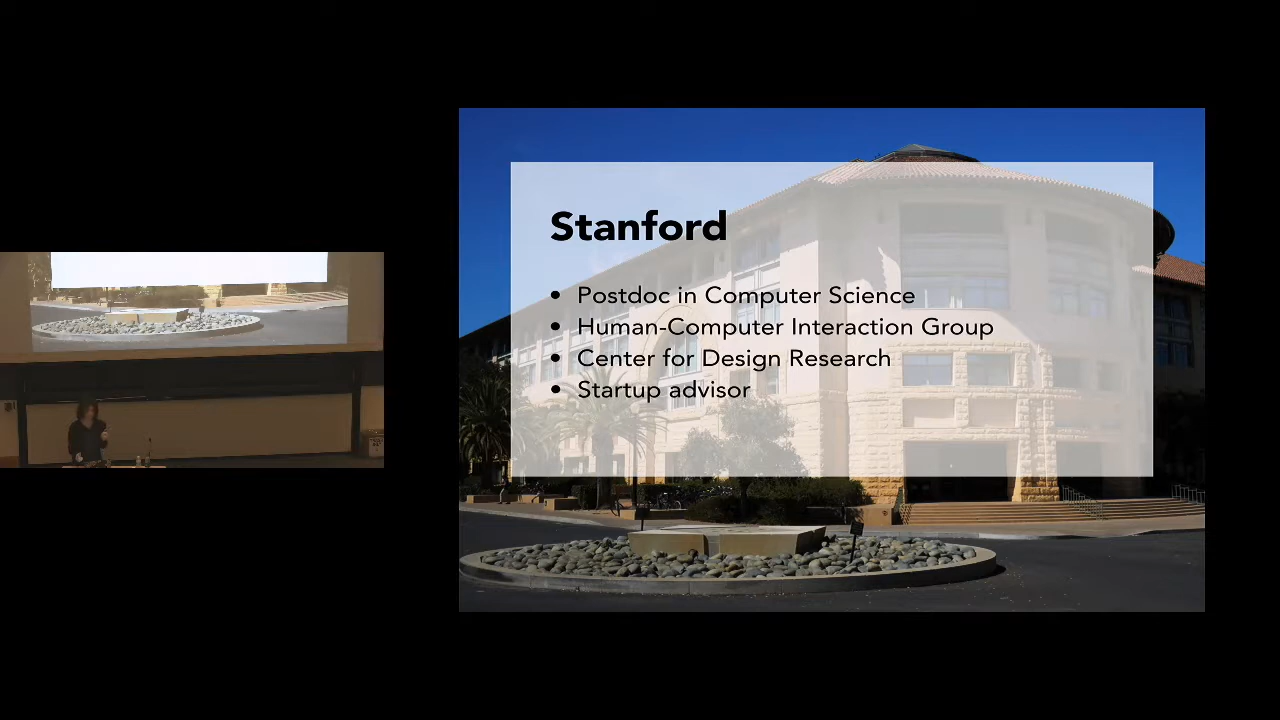 Stanford
• Postdoc in Computer Science
• Human-Computer Interaction Group
• Center for Design Research
• Startup advisor